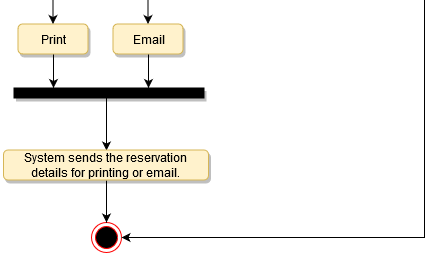 Print
Email
System sends the reservation
details for printing or email.